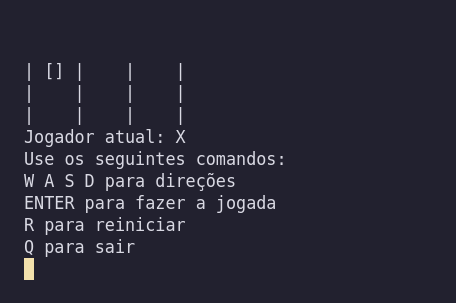 | [] |    |    |
|    |    |    |
|    |    |    |
Jogador atual: X
Use os seguintes comandos:
W A S D para direções
ENTER para fazer a jogada
R para reiniciar
Q para sair